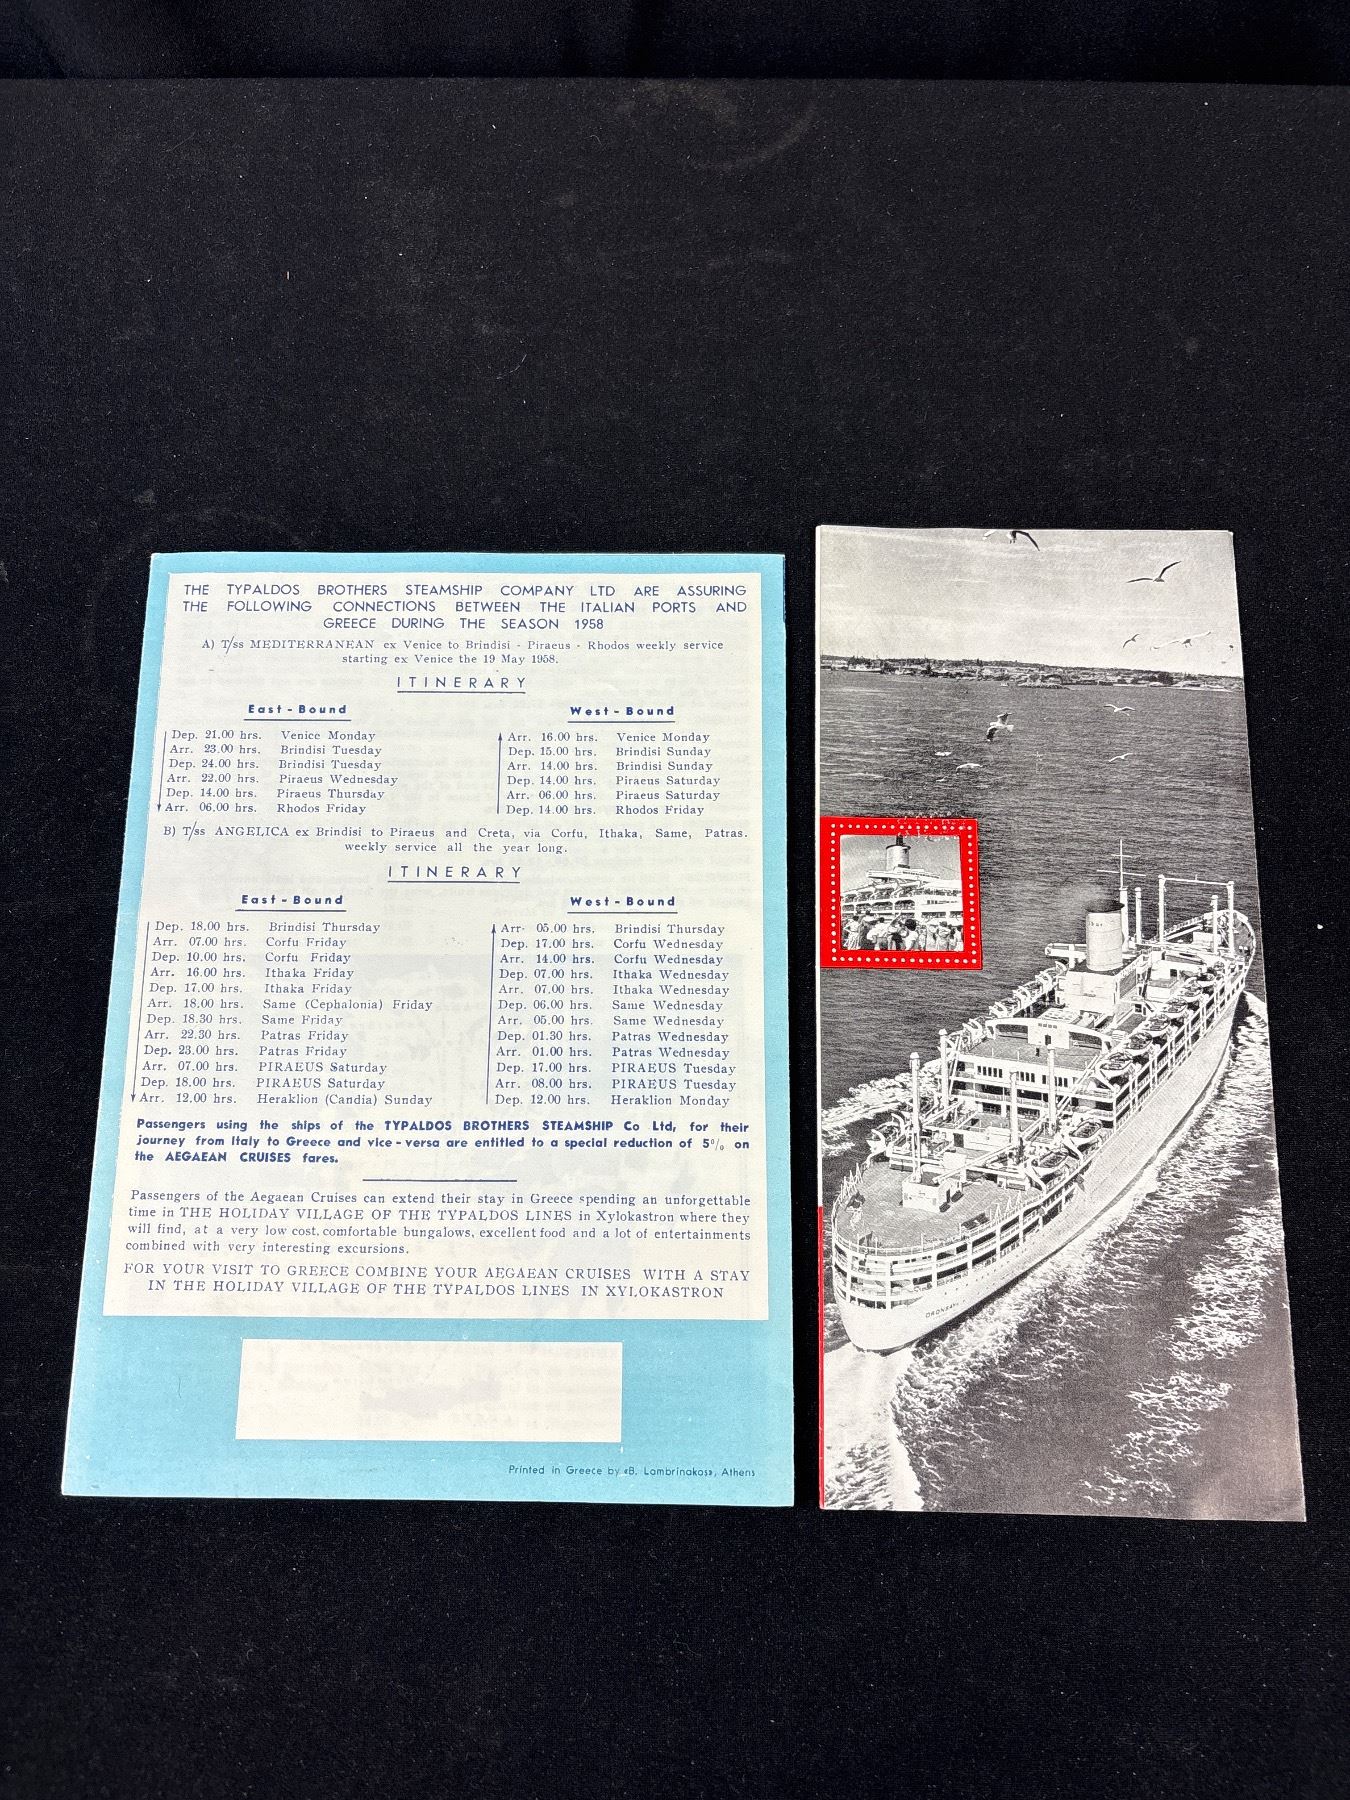 THE TYPALDOS BROTHERS STEAMSHIP COMPANY LTD ARE ASSURING
THE FOLLOWING CONNECTIONS BETWEEN THE ITALIAN PORTS AND
GREECE DURING THE SEASON 1958
A) T/ss MEDITERRANEAN ex Venice to Brindisi - Piraeus - Rhodos weekly service
starting ex Venice the 19 May 1958.
ITINERARY
East-Bound
Dep. 21.00 hrs. Venice Monday
Arr. 23.00 hrs. Brindisi Tuesday
Dep. 24.00 hrs. Brindisi Tuesday
Arr. 22.00 hrs. Piraeus Wednesday
Dep. 14.00 hrs. Piraeus Thursday
Arr. 06.00 hrs. Rhodos Friday
West-Bound
Arr. 16.00 hrs. Venice Monday
Dep. 15.00 hrs. Brindisi Sunday
Arr. 14.00 hrs. Brindisi Sunday
Dep. 14.00 hrs. Piraeus Saturday
Arr. 06.00 hrs. Piraeus Saturday
Dep. 14.00 hrs. Rhodos Friday
B) T/ss ANGELICA ex Brindisi to Piraeus and Creta, via Corfu, Ithaka, Same, Patras.
weekly service all the year long.
ITINERARY
East-Bound
Dep. 18.00 hrs. Brindisi Thursday
Arr. 07.00 hrs. Corfu Friday
Dep. 10.00 hrs. Corfu Friday
Arr. 16.00 hrs. Ithaka Friday
Dep. 17.00 hrs. Ithaka Friday
Arr. 18.00 hrs. Same (Cephalonia) Friday
Dep. 18.30 hrs. Same Friday
Arr. 22.30 hrs. Patras Friday
Dep. 23.00 hrs. Patras Friday
Arr. 07.00 hrs. PIRAEUS Saturday
Dep. 18.00 hrs. PIRAEUS Saturday
Arr. 12.00 hrs. Heraklion (Candia) Sunday
West-Bound
Arr. 05.00 hrs. Brindisi Thursday
Dep. 17.00 hrs. Corfu Wednesday
Arr. 14.00 hrs. Corfu Wednesday
Dep. 07.00 hrs. Ithaka Wednesday
Arr. 07.00 hrs. Ithaka Wednesday
Dep. 06.00 hrs. Same Wednesday
Arr. 05.00 hrs. Same Wednesday
Dep. 01.30 hrs. Patras Wednesday
Arr. 01.00 hrs. Patras Wednesday
Dep. 17.00 hrs. PIRAEUS Tuesday
Arr. 08.00 hrs. PIRAEUS Tuesday
Dep. 12.00 hrs. Heraklion Monday
Passengers using the ships of the TYPALDOS BROTHERS STEAMSHIP Co Ltd, for their
journey from Italy to Greece and vice-versa are entitled to a special reduction of 5% on
the AEGAEAN CRUISES fares.
Passengers of the Aegaean Cruises can extend their stay in Greece spending an unforgettable
time in THE HOLIDAY VILLAGE OF THE TYPALDOS LINES in Xylokastron where they
will find, at a very low cost, comfortable bungalows, excellent food and a lot of entertainments
combined with very interesting excursions.
FOR YOUR VISIT TO GREECE COMBINE YOUR AEGAEAN CRUISES WITH A STAY
IN THE HOLIDAY VILLAGE OF THE TYPALDOS LINES IN XYLOKASTRON
Printed in Greece by «B. Lambrinakos», Athens